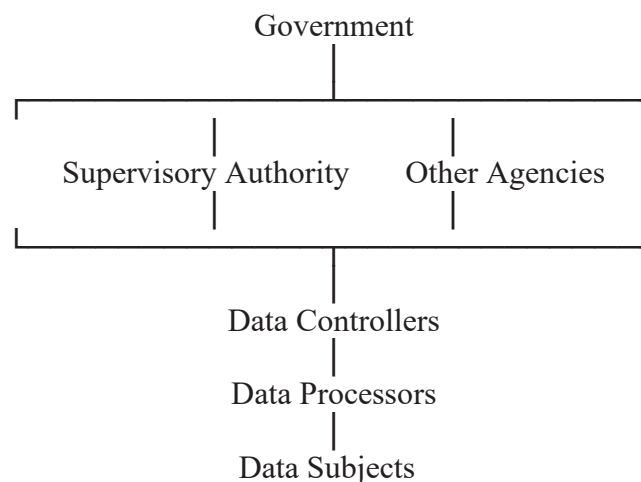 Government
Supervisory Authority Other Agencies
Data Controllers
Data Processors
Data Subjects